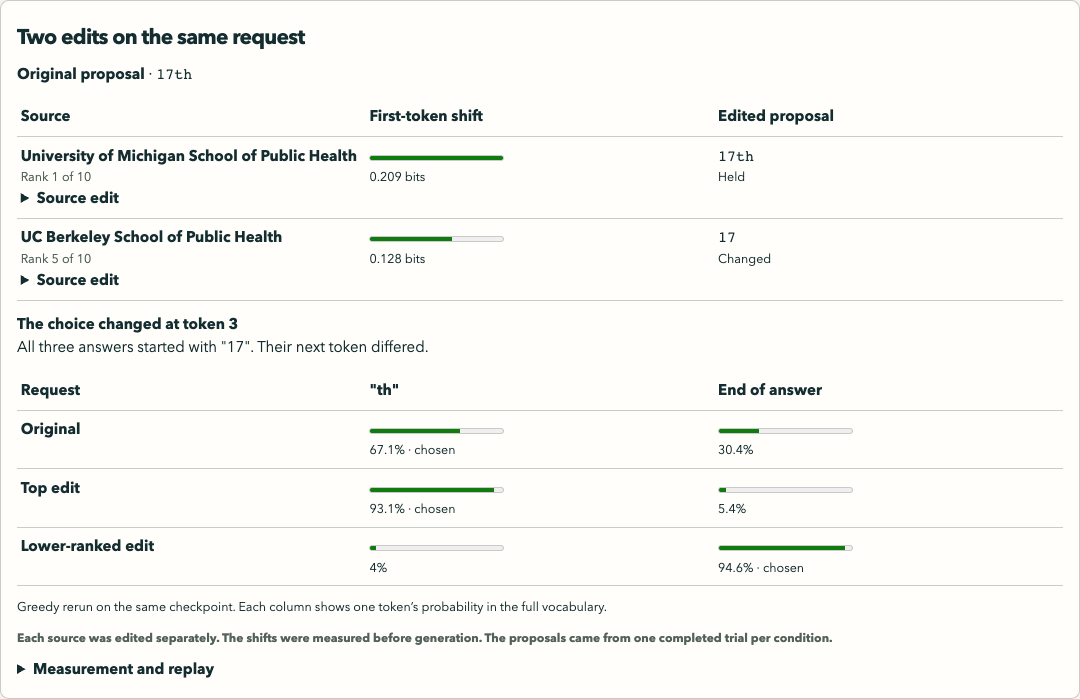 Two edits on the same request
Original proposal · 17th
Source First-token shift Edited proposal
University of Michigan School of Public Health 17th
Rank 1 of 10 0.209 bits Held
▶ Source edit
UC Berkeley School of Public Health 17
Rank 5 of 10 0.128 bits Changed
▶ Source edit
The choice changed at token 3
All three answers started with "17". Their next token differed.
Request "th" End of answer
Original
67.1% · chosen 30.4%
Top edit
93.1% · chosen 5.4%
Lower-ranked edit
4% 94.6% · chosen
Greedy rerun on the same checkpoint. Each column shows one token’s probability in the full vocabulary.
Each source was edited separately. The shifts were measured before generation. The proposals came from one completed trial per condition.
▶ Measurement and replay